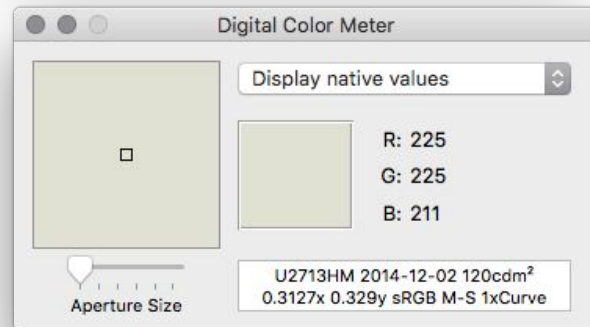 Digital Color Meter
Display native values
R: 225
G: 225
B: 211
Aperture Size
U2713HM 2014-12-02 120cdm²
0.3127x 0.329y sRGB M-S 1xCurve